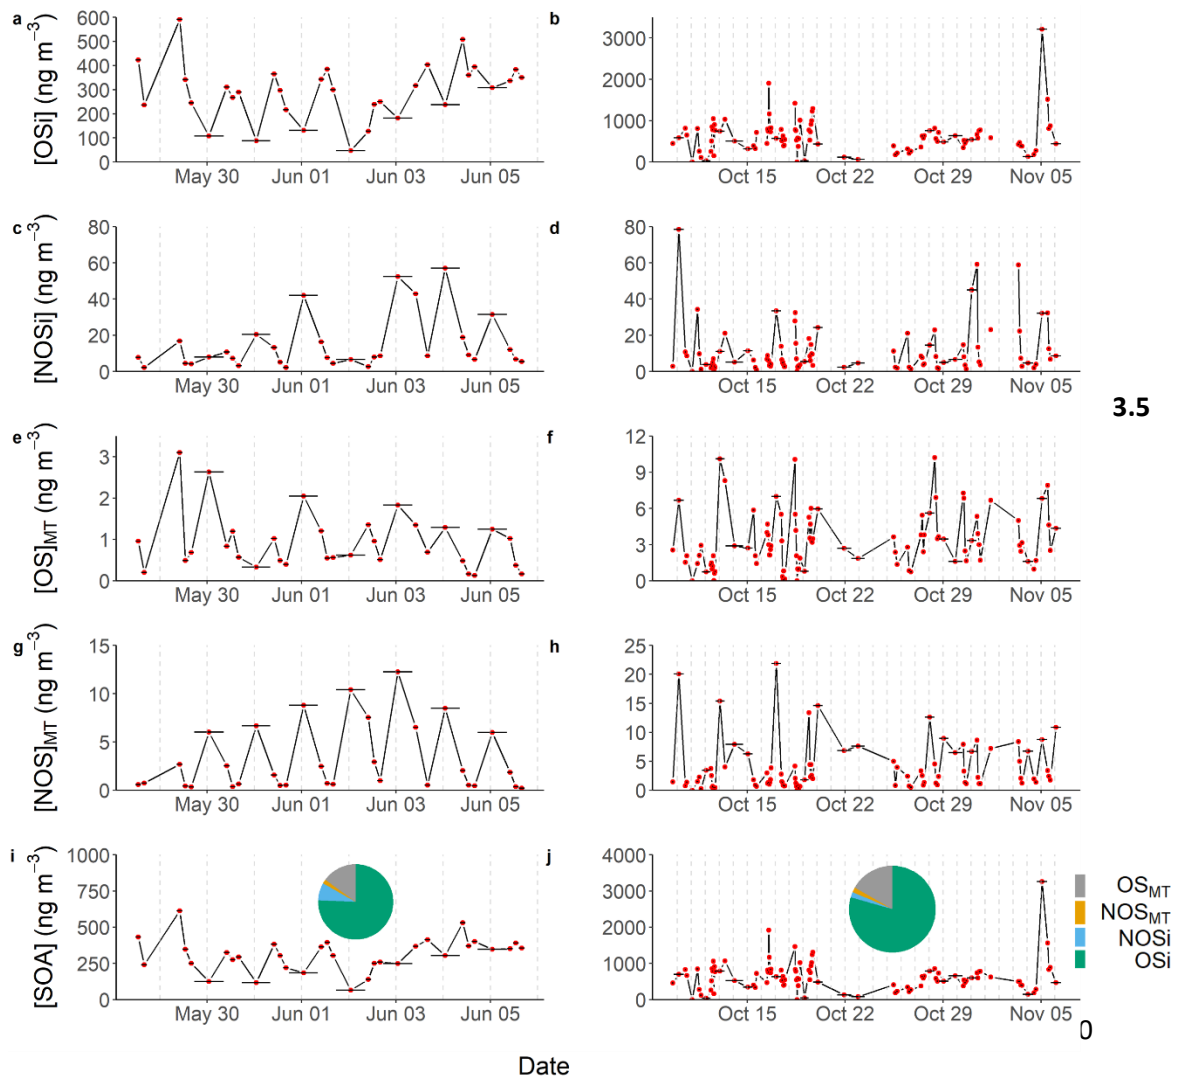 a
[OSi] (ng m⁻³)
600
500
400
300
200
100
0
May 30
Jun 01
Jun 03
Jun 05
b
3000
2000
1000
0
Oct 15
Oct 22
Oct 29
Nov 05
c
[NOSi] (ng m⁻³)
80
60
40
20
0
May 30
Jun 01
Jun 03
Jun 05
d
80
60
40
20
0
Oct 15
Oct 22
Oct 29
Nov 05
3.5
e
[OS]MT (ng m⁻³)
3
2
1
0
May 30
Jun 01
Jun 03
Jun 05
f
12
9
6
3
0
Oct 15
Oct 22
Oct 29
Nov 05
g
[NOS]MT (ng m⁻³)
15
10
5
0
May 30
Jun 01
Jun 03
Jun 05
h
25
20
15
10
5
0
Oct 15
Oct 22
Oct 29
Nov 05
i
[SOA] (ng m⁻³)
1000
750
500
250
0
May 30
Jun 01
Jun 03
Jun 05
j
4000
3000
2000
1000
0
Oct 15
Oct 22
Oct 29
Nov 05
OSMT
NOSMT
NOSi
OSi
0
Date